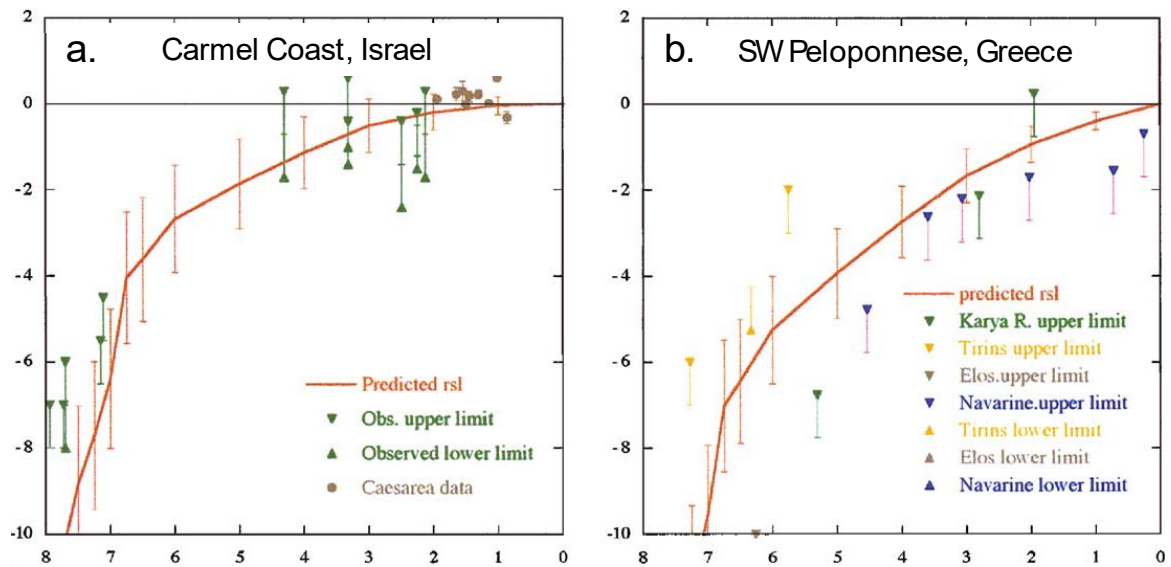 a. Carmel Coast, Israel
2
0
-2
-4
-6
-8
-10
8 7 6 5 4 3 2 1 0
Predicted rsl
Obs. upper limit
Observed lower limit
Caesarea data
b. SW Peloponnese, Greece
2
0
-2
-4
-6
-8
-10
8 7 6 5 4 3 2 1 0
predicted rsl
Karya R. upper limit
Tirins upper limit
Elos.upper limit
Navarine.upper limit
Tirins lower limit
Elos lower limit
Navarine lower limit